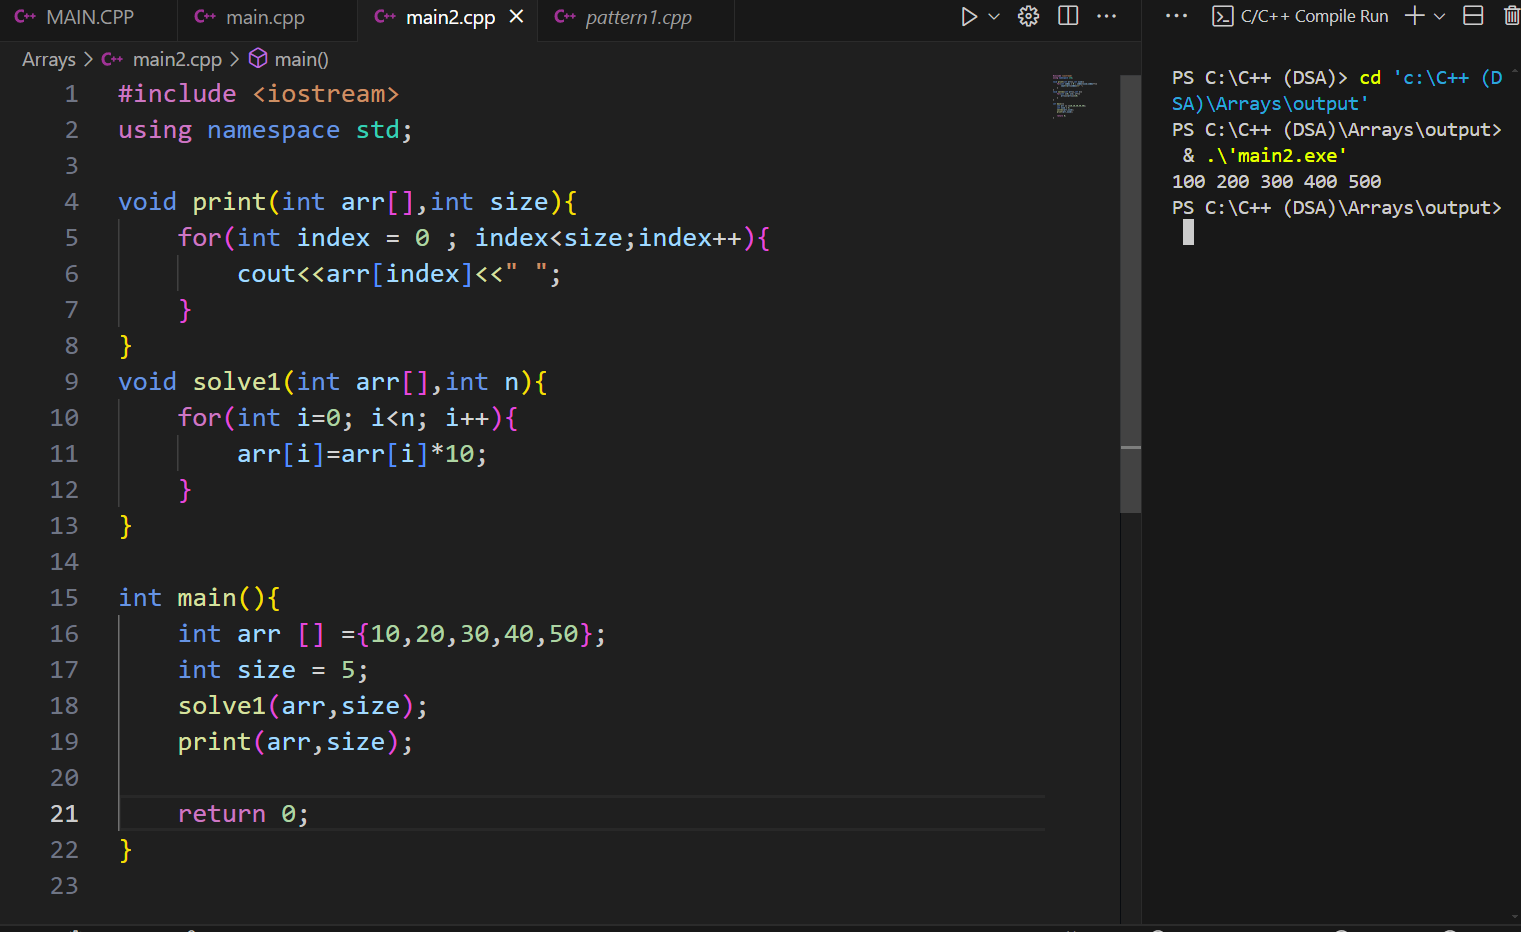 MAIN.CPP main.cpp main2.cpp pattern1.cpp
Arrays > main2.cpp > main()
1 #include <iostream>
2 using namespace std;
3
4 void print(int arr[],int size){
5     for(int index = 0 ; index<size;index++){
6         cout<<arr[index]<<" ";
7     }
8 }
9 void solve1(int arr[],int n){
10     for(int i=0; i<n; i++){
11         arr[i]=arr[i]*10;
12     }
13 }
14
15 int main(){
16     int arr [] ={10,20,30,40,50};
17     int size = 5;
18     solve1(arr,size);
19     print(arr,size);
20
21     return 0;
22 }
23
C/C++ Compile Run
PS C:\C++ (DSA)> cd 'c:\C++ (D
SA)\Arrays\output'
PS C:\C++ (DSA)\Arrays\output>
 & .\'main2.exe'
100 200 300 400 500
PS C:\C++ (DSA)\Arrays\output>